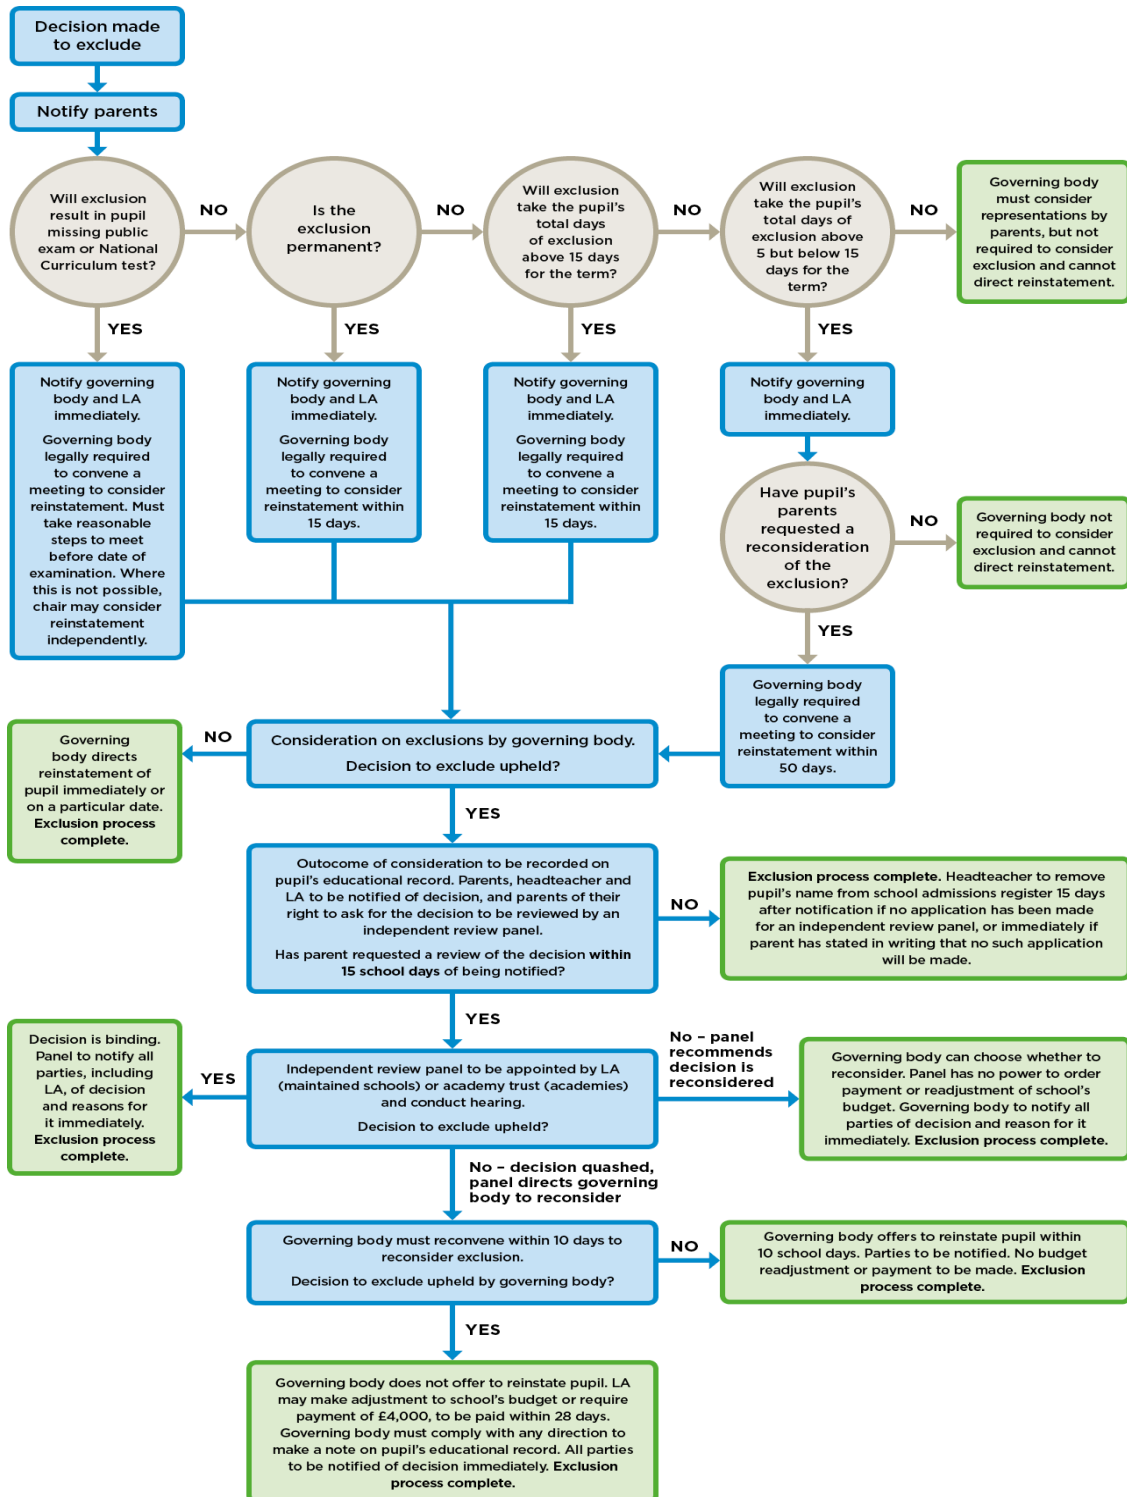 Decision made
to exclude
Notify parents
Will exclusion
result in pupil
missing public
exam or National
Curriculum test?
NO
Is the
exclusion
permanent?
NO
Will exclusion
take the pupil's
total days
of exclusion
above 15 days
for the term?
NO
Will exclusion
take the pupil's
total days of
exclusion above
5 but below 15
days for the
term?
NO
Governing body
must consider
representations by
parents, but not
required to consider
exclusion and cannot
direct reinstatement.
YES
YES
YES
YES
Notify governing
body and LA
immediately.
Governing body
legally required
to convene a
meeting to consider
reinstatement. Must
take reasonable
steps to meet
before date of
examination. Where
this is not possible,
chair may consider
reinstatement
independently.
Notify governing
body and LA
immediately.
Governing body
legally required
to convene a
meeting to consider
reinstatement within
15 days.
Notify governing
body and LA
immediately.
Governing body
legally required
to convene a
meeting to consider
reinstatement within
15 days.
Notify governing
body and LA
immediately.
Have pupil's
parents
requested a
reconsideration
of the
exclusion?
NO
Governing body not
required to consider
exclusion and cannot
direct reinstatement.
YES
Governing body
legally required
to convene a
meeting to consider
reinstatement within
50 days.
Consideration on exclusions by governing body.
Decision to exclude upheld?
NO
Governing
body directs
reinstatement of
pupil immediately or
on a particular date.
Exclusion process
complete.
YES
Outocome of consideration to be recorded on
pupil's educational record. Parents, headteacher and
LA to be notified of decision, and parents of their
right to ask for the decision to be reviewed by an
independent review panel.
Has parent requested a review of the decision within
15 school days of being notified?
NO
Exclusion process complete. Headteacher to remove
pupil's name from school admissions register 15 days
after notification if no application has been made
for an independent review panel, or immediately if
parent has stated in writing that no such application
will be made.
YES
Independent review panel to be appointed by LA
(maintained schools) or academy trust (academies)
and conduct hearing.
Decision to exclude upheld?
YES
Decision is binding.
Panel to notify all
parties, including
LA, of decision
and reasons for
it immediately.
Exclusion process
complete.
No – panel
recommends
decision is
reconsidered
Governing body can choose whether to
reconsider. Panel has no power to order
payment or readjustment of school's
budget. Governing body to notify all
parties of decision and reason for it
immediately. Exclusion process complete.
No – decision quashed,
panel directs governing
body to reconsider
Governing body must reconvene within 10 days to
reconsider exclusion.
Decision to exclude upheld by governing body?
NO
Governing body offers to reinstate pupil within
10 school days. Parties to be notified. No budget
readjustment or payment to be made. Exclusion
process complete.
YES
Governing body does not offer to reinstate pupil. LA
may make adjustment to school's budget or require
payment of £4,000, to be paid within 28 days.
Governing body must comply with any direction to
make a note on pupil's educational record. All parties
to be notified of decision immediately. Exclusion
process complete.